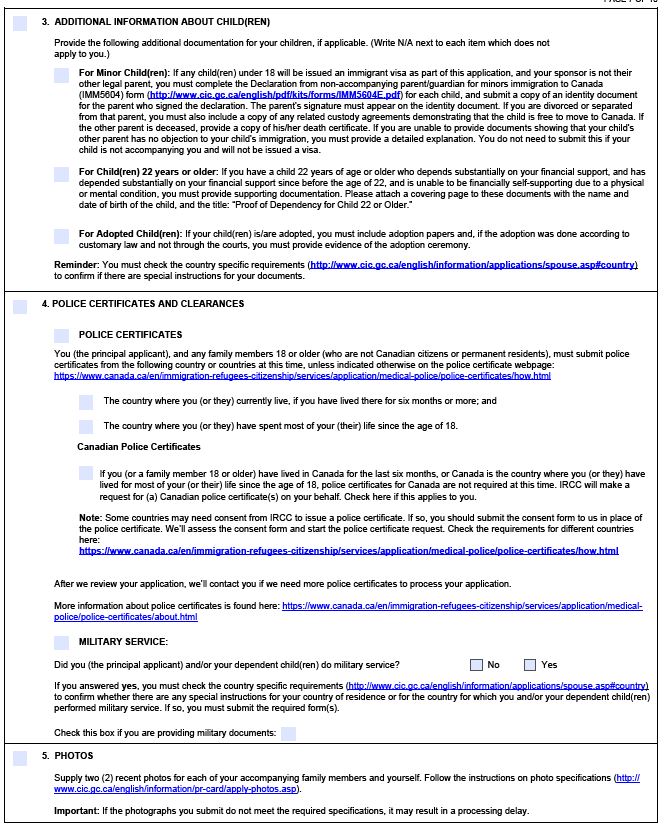 3. ADDITIONAL INFORMATION ABOUT CHILD(REN)
Provide the following additional documentation for your children, if applicable. (Write N/A next to each item which does not
apply to you.)
For Minor Child(ren): If any child(ren) under 18 will be issued an immigrant visa as part of this application, and your sponsor is not their
other legal parent, you must complete the Declaration from non-accompanying parent/guardian for minors immigration to Canada
(IMM5604) form (http://www.cic.gc.ca/english/pdf/kits/forms/IMM5604E.pdf) for each child, and submit a copy of an identity document
for the parent who signed the declaration. The parent's signature must appear on the identity document. If you are divorced or separated
from that parent, you must also include a copy of any related custody agreements demonstrating that the child is free to move to Canada. If
the other parent is deceased, provide a copy of his/her death certificate. If you are unable to provide documents showing that your child's
other parent has no objection to your child's immigration, you must provide a detailed explanation. You do not need to submit this if your
child is not accompanying you and will not be issued a visa.
For Child(ren) 22 years or older: If you have a child 22 years of age or older who depends substantially on your financial support, and has
depended substantially on your financial support since before the age of 22, and is unable to be financially self-supporting due to a physical
or mental condition, you must provide supporting documentation. Please attach a covering page to these documents with the name and
date of birth of the child, and the title: “Proof of Dependency for Child 22 or Older.”
For Adopted Child(ren): If your child(ren) is/are adopted, you must include adoption papers and, if the adoption was done according to
customary law and not through the courts, you must provide evidence of the adoption ceremony.
Reminder: You must check the country specific requirements (http://www.cic.gc.ca/english/information/applications/spouse.asp#country)
to confirm if there are special instructions for your documents.
4. POLICE CERTIFICATES AND CLEARANCES
POLICE CERTIFICATES
You (the principal applicant), and any family members 18 or older (who are not Canadian citizens or permanent residents), must submit police
certificates from the following country or countries at this time, unless indicated otherwise on the police certificate webpage:
https://www.canada.ca/en/immigration-refugees-citizenship/services/application/medical-police/police-certificates/how.html
The country where you (or they) currently live, if you have lived there for six months or more; and
The country where you (or they) have spent most of your (their) life since the age of 18.
Canadian Police Certificates
If you (or a family member 18 or older) have lived in Canada for the last six months, or Canada is the country where you (or they) have
lived for most of your (or their) life since the age of 18, police certificates for Canada are not required at this time. IRCC will make a
request for (a) Canadian police certificate(s) on your behalf. Check here if this applies to you.
Note: Some countries may need consent from IRCC to issue a police certificate. If so, you should submit the consent form to us in place of
the police certificate. We'll assess the consent form and start the police certificate request. Check the requirements for different countries
here:
https://www.canada.ca/en/immigration-refugees-citizenship/services/application/medical-police/police-certificates/how.html
After we review your application, we'll contact you if we need more police certificates to process your application.
More information about police certificates is found here: https://www.canada.ca/en/immigration-refugees-citizenship/services/application/medical-
police/police-certificates/about.html
MILITARY SERVICE:
Did you (the principal applicant) and/or your dependent child(ren) do military service? No Yes
If you answered yes, you must check the country specific requirements (http://www.cic.gc.ca/english/information/applications/spouse.asp#country)
to confirm whether there are any special instructions for your country of residence or for the country for which you and/or your dependent child(ren)
performed military service. If so, you must submit the required form(s).
Check this box if you are providing military documents:
5. PHOTOS
Supply two (2) recent photos for each of your accompanying family members and yourself. Follow the instructions on photo specifications (http://
www.cic.gc.ca/english/information/pr-card/apply-photos.asp).
Important: If the photographs you submit do not meet the required specifications, it may result in a processing delay.